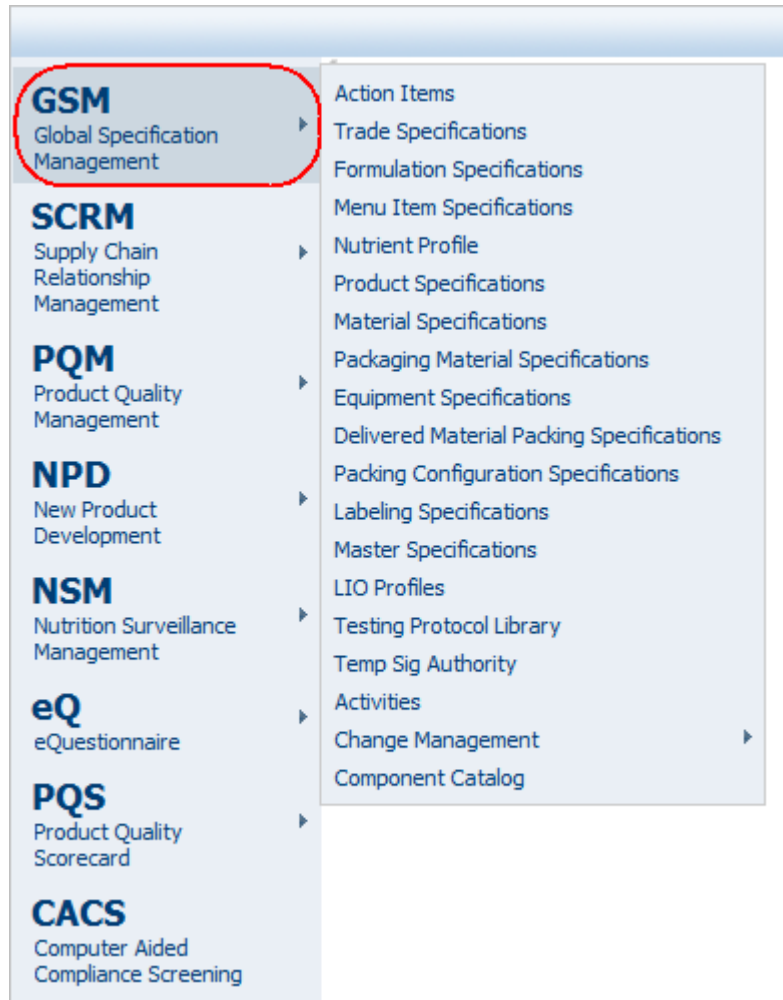 GSM
Global Specification
Management
SCRM
Supply Chain
Relationship
Management
PQM
Product Quality
Management
NPD
New Product
Development
NSM
Nutrition Surveillance
Management
eQ
eQuestionnaire
PQS
Product Quality
Scorecard
CACS
Computer Aided
Compliance Screening
Action Items
Trade Specifications
Formulation Specifications
Menu Item Specifications
Nutrient Profile
Product Specifications
Material Specifications
Packaging Material Specifications
Equipment Specifications
Delivered Material Packing Specifications
Packing Configuration Specifications
Labeling Specifications
Master Specifications
LIO Profiles
Testing Protocol Library
Temp Sig Authority
Activities
Change Management
Component Catalog